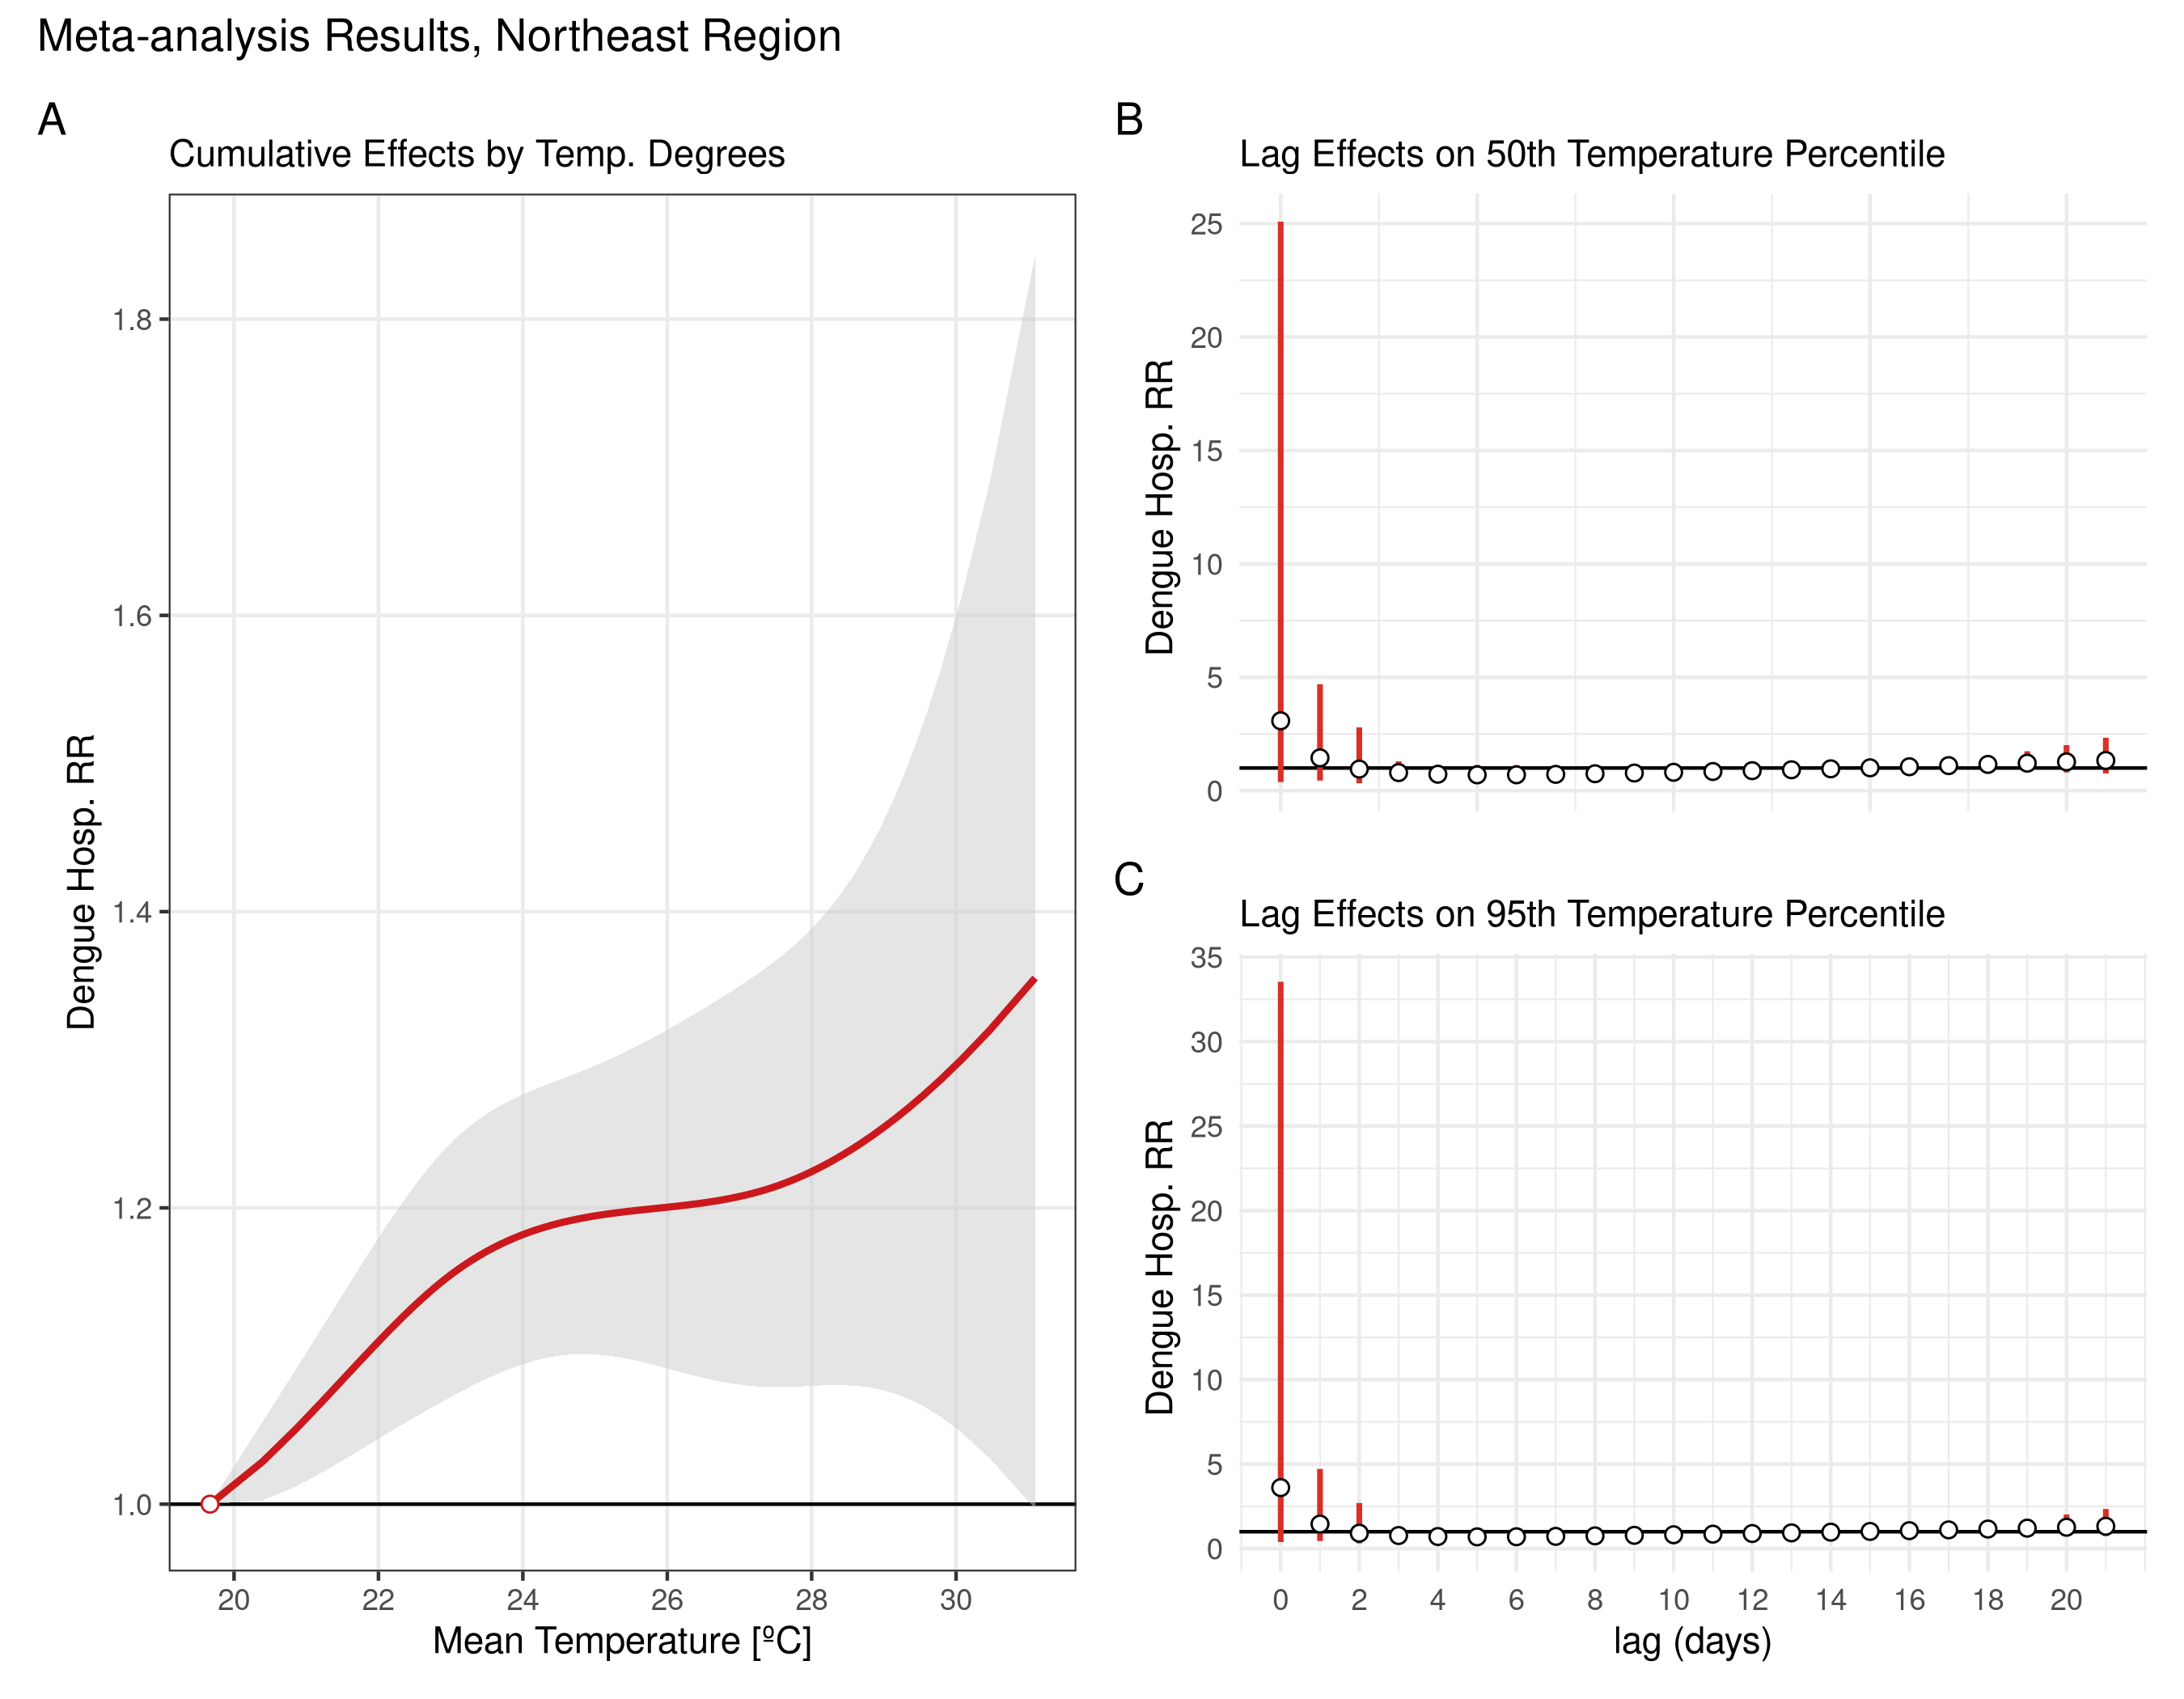 Meta-analysis Results, Northeast Region
A
Cumulative Effects by Temp. Degrees
Dengue Hosp. RR
1.8
1.6
1.4
1.2
1.0
20 22 24 26 28 30
Mean Temperature [ºC]
B
Lag Effects on 50th Temperature Percentile
Dengue Hosp. RR
25
20
15
10
5
0
C
Lag Effects on 95th Temperature Percentile
Dengue Hosp. RR
35
30
25
20
15
10
5
0
0 2 4 6 8 10 12 14 16 18 20
lag (days)